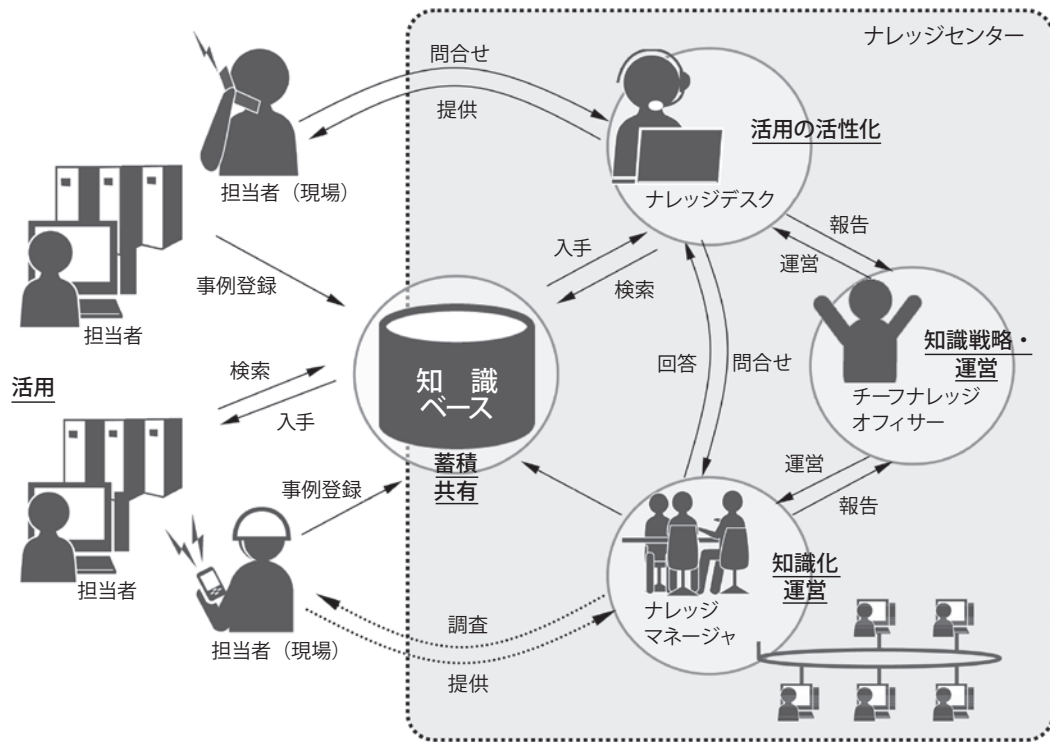 ナレッジセンター
問合せ
提供
活用の活性化
担当者（現場）
ナレッジデスク
報告
運営
入手
検索
事例登録
担当者
知識戦略・
運営
回答
問合せ
検索
入手
活用
知　識
ベース
チーフナレッジ
オフィサー
蓄積
共有
運営
報告
事例登録
知識化
運営
担当者
ナレッジ
マネージャ
調査
担当者（現場）
提供